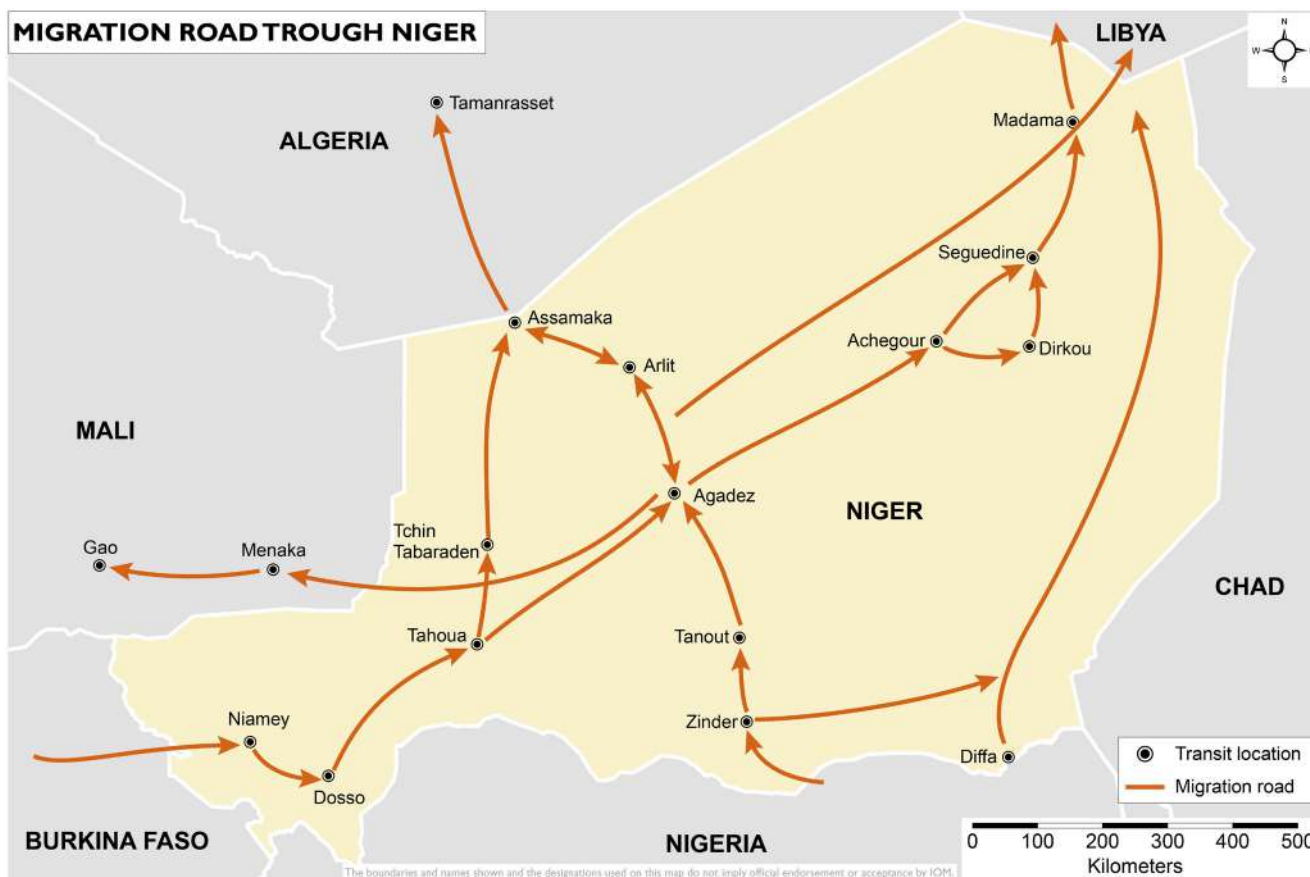 MIGRATION ROAD TROUGH NIGER
LIBYA
N
W
E
S
Tamanrasset
Madama
ALGERIA
Seguedine
Assamaka
Achegour
Dirkou
Arlit
MALI
Agadez
NIGER
Tchin
Tabaraden
Gao
Menaka
CHAD
Tahoua
Tanout
Niamey
Zinder
Diffa
Transit location
Dosso
Migration road
BURKINA FASO
NIGERIA
0 100 200 300 400 500
Kilometers
The boundaries and names shown and the designations used on this map do not imply official endorsement or acceptance by IOM.